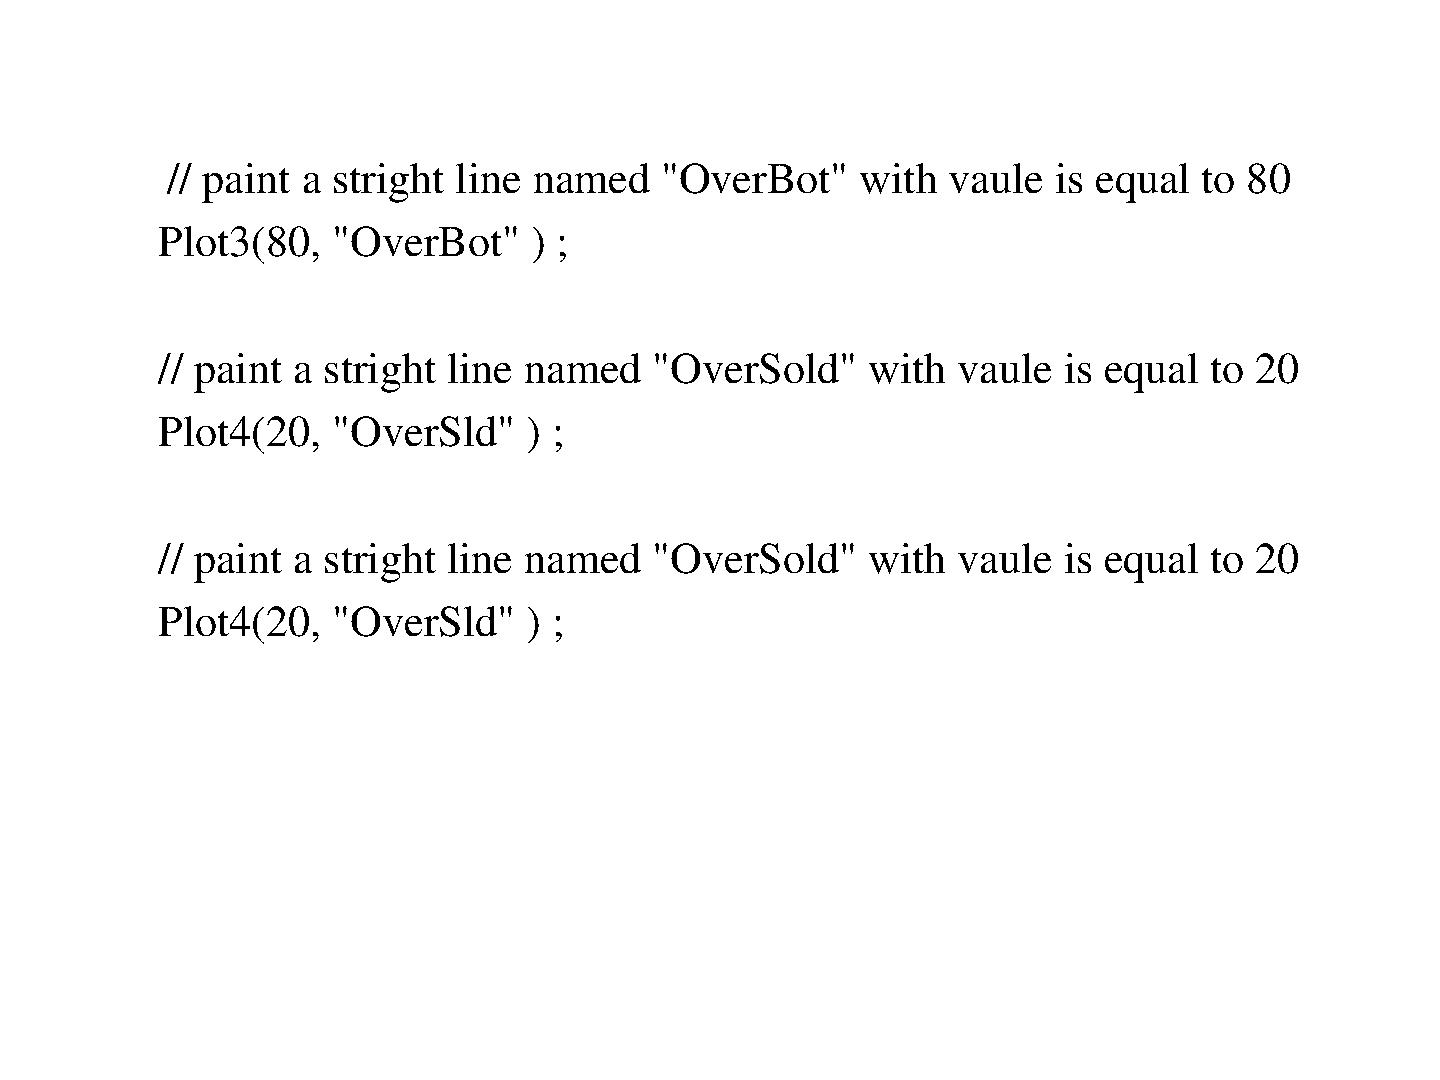 // paint a stright line named "OverBot" with vaule is equal to 80
Plot3(80, "OverBot" ) ;
// paint a stright line named "OverSold" with vaule is equal to 20
Plot4(20, "OverSld" ) ;
// paint a stright line named "OverSold" with vaule is equal to 20
Plot4(20, "OverSld" ) ;